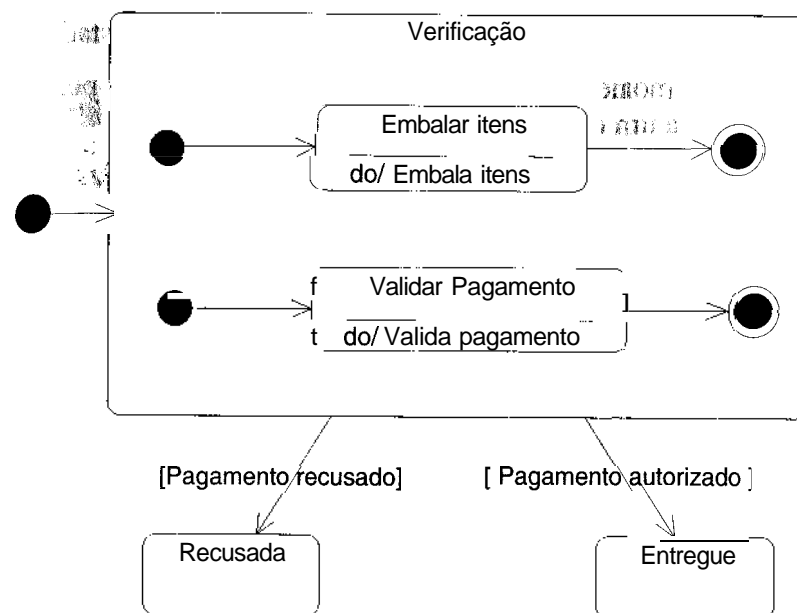 Verificação
Embalar itens
do/ Embala itens
f Validar Pagamento ]
t do/ Valida pagamento
[Pagamento recusado] [ Pagamento autorizado ]
Recusada Entregue